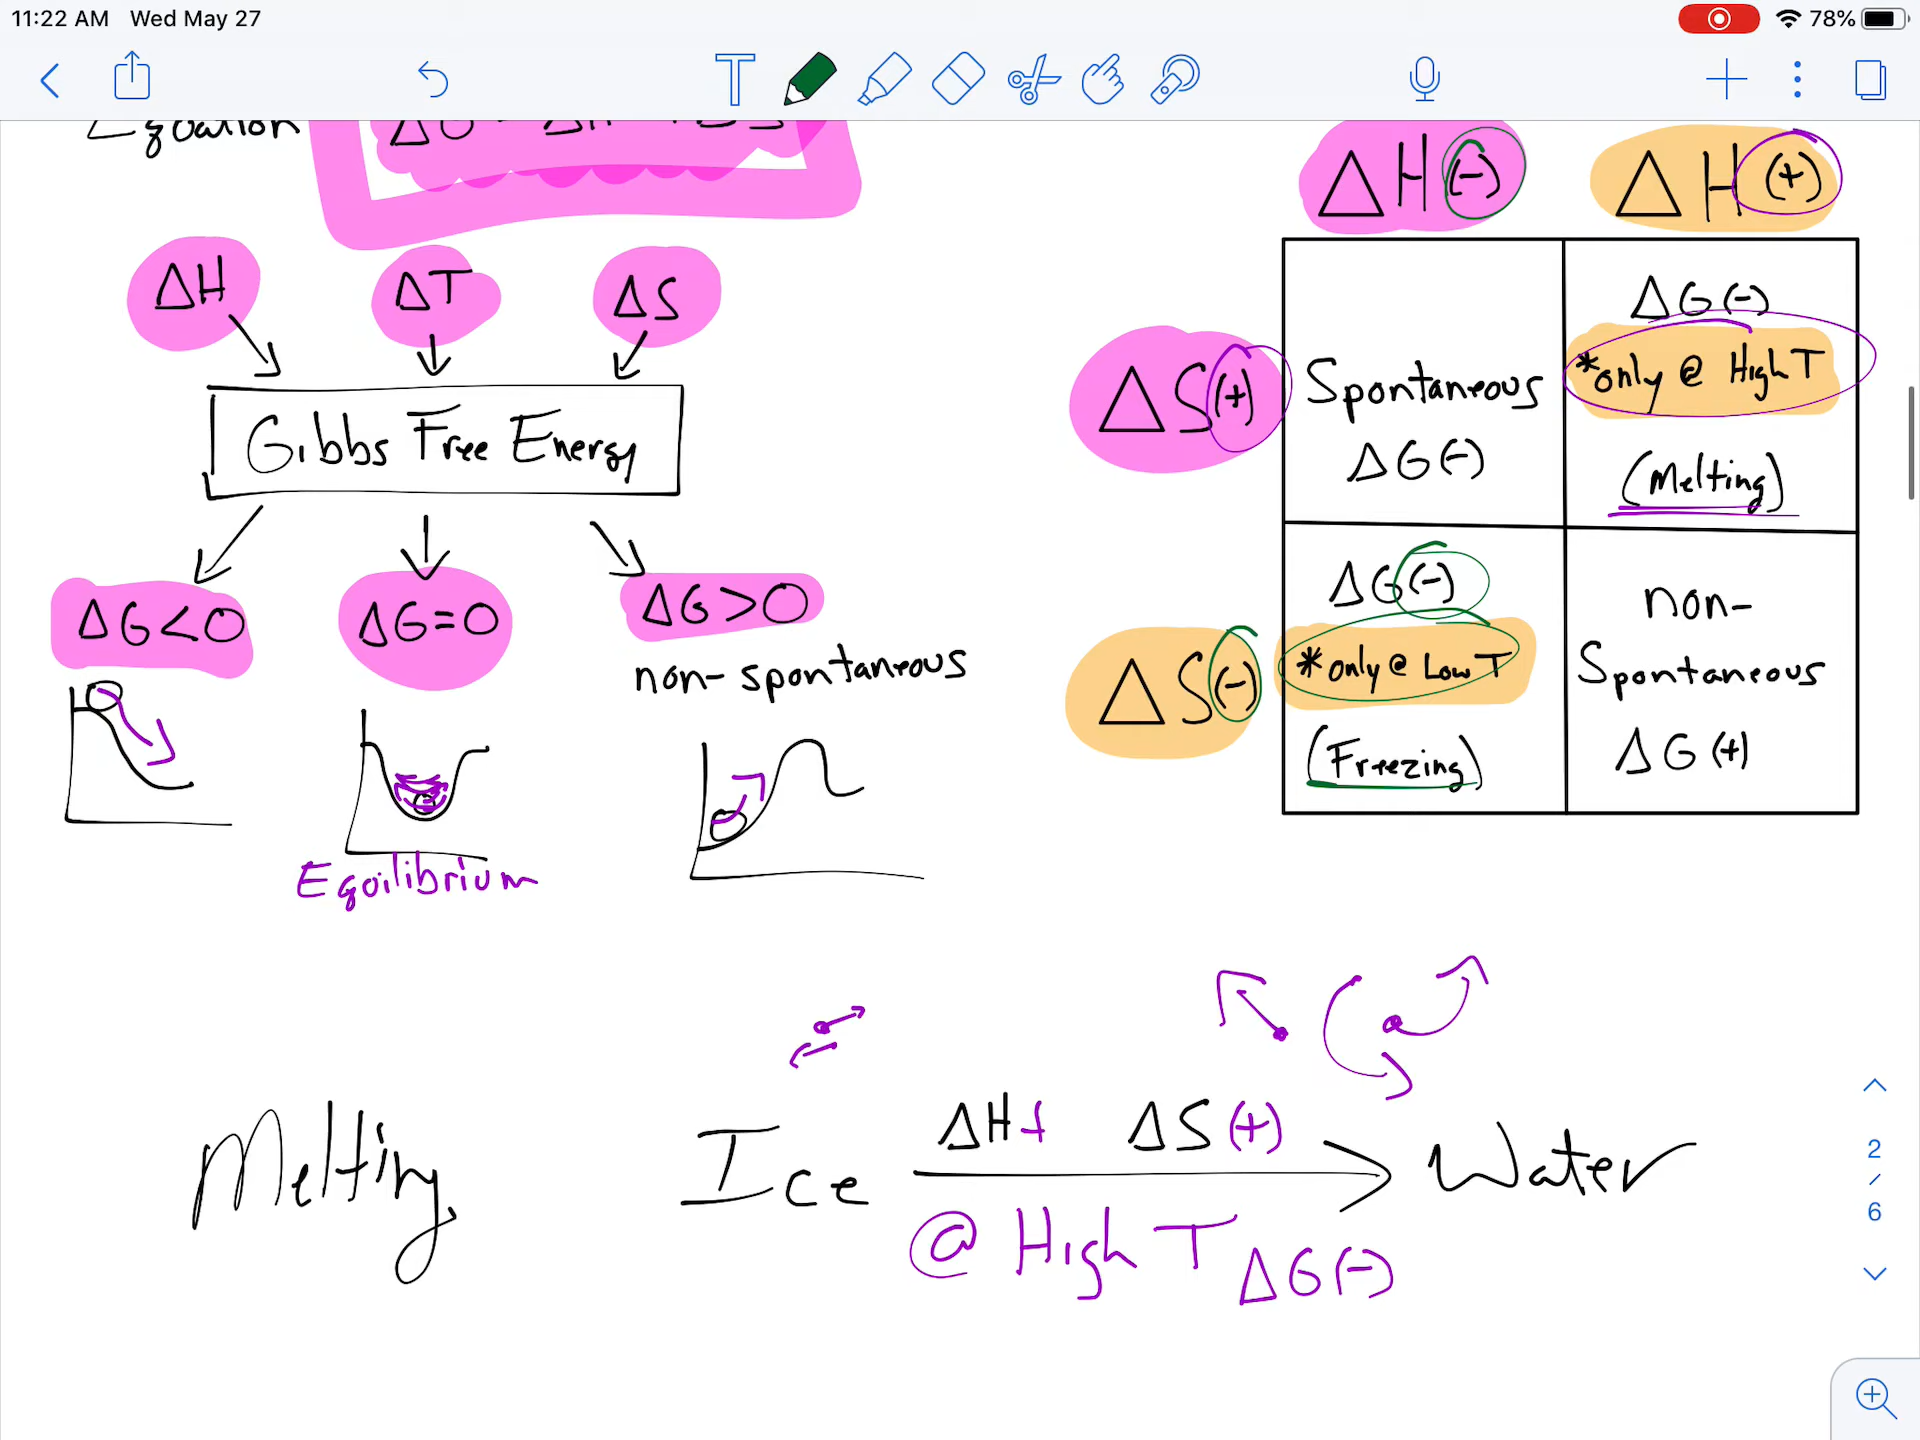 11:22 AM Wed May 27
78%
Equation
ΔH ΔT ΔS
Gibbs Free Energy
ΔG<0 ΔG=0 ΔG>0
non-spontaneous
Equilibrium
ΔH(-) ΔH(+)
ΔS(+)
Spontaneous
ΔG(-)
ΔG(-)
*only @ High T
(Melting)
ΔS(-)
ΔG(-)
*only @ Low T
(Freezing)
non-
Spontaneous
ΔG(+)
Melting
Ice
ΔH+ ΔS(+)
Water
@ High T ΔG(-)
2
/
6